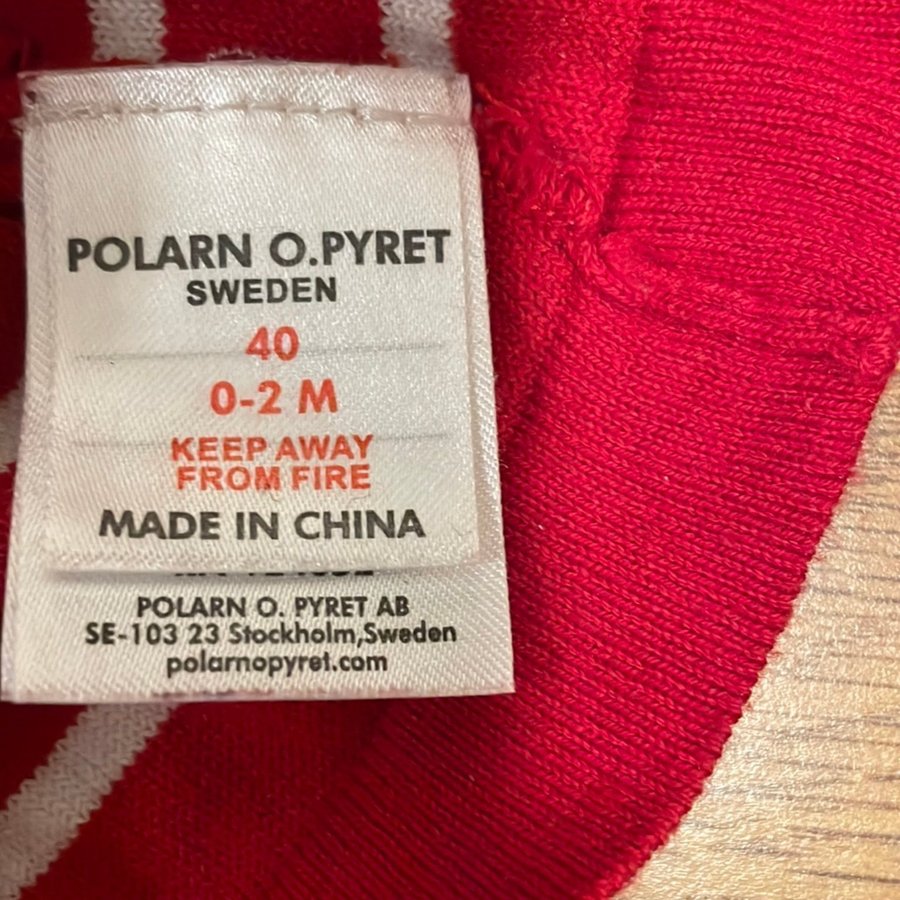 POLARN O.PYRET
SWEDEN
40
0-2 M
KEEP AWAY
FROM FIRE
MADE IN CHINA
POLARN O. PYRET AB
SE-103 23 Stockholm,Sweden
polarnopyret.com